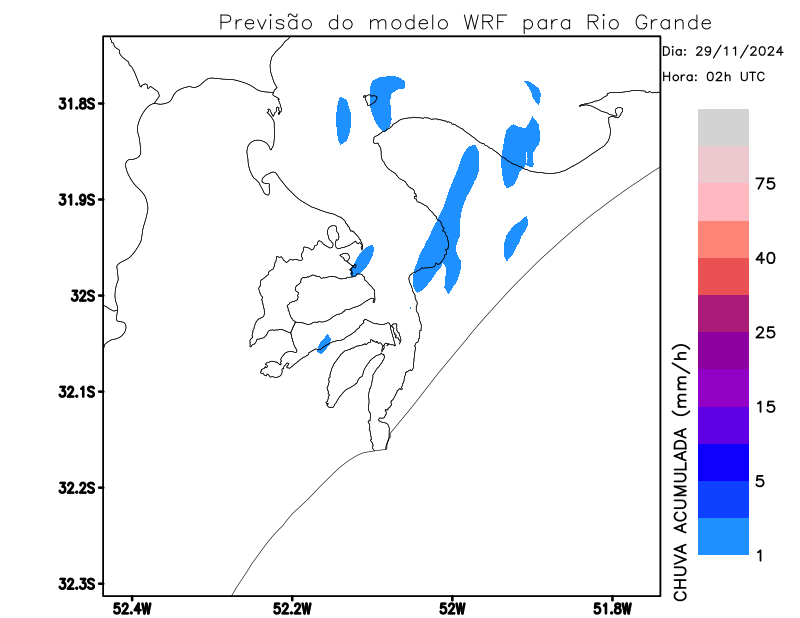 Previsão do modelo WRF para Rio Grande
Dia: 29/11/2024
Hora: 02h UTC
31.8S
31.9S
32S
32.1S
32.2S
32.3S
52.4W
52.2W
52W
51.8W
CHUVA ACUMULADA (mm/h)
75
40
25
15
5
1